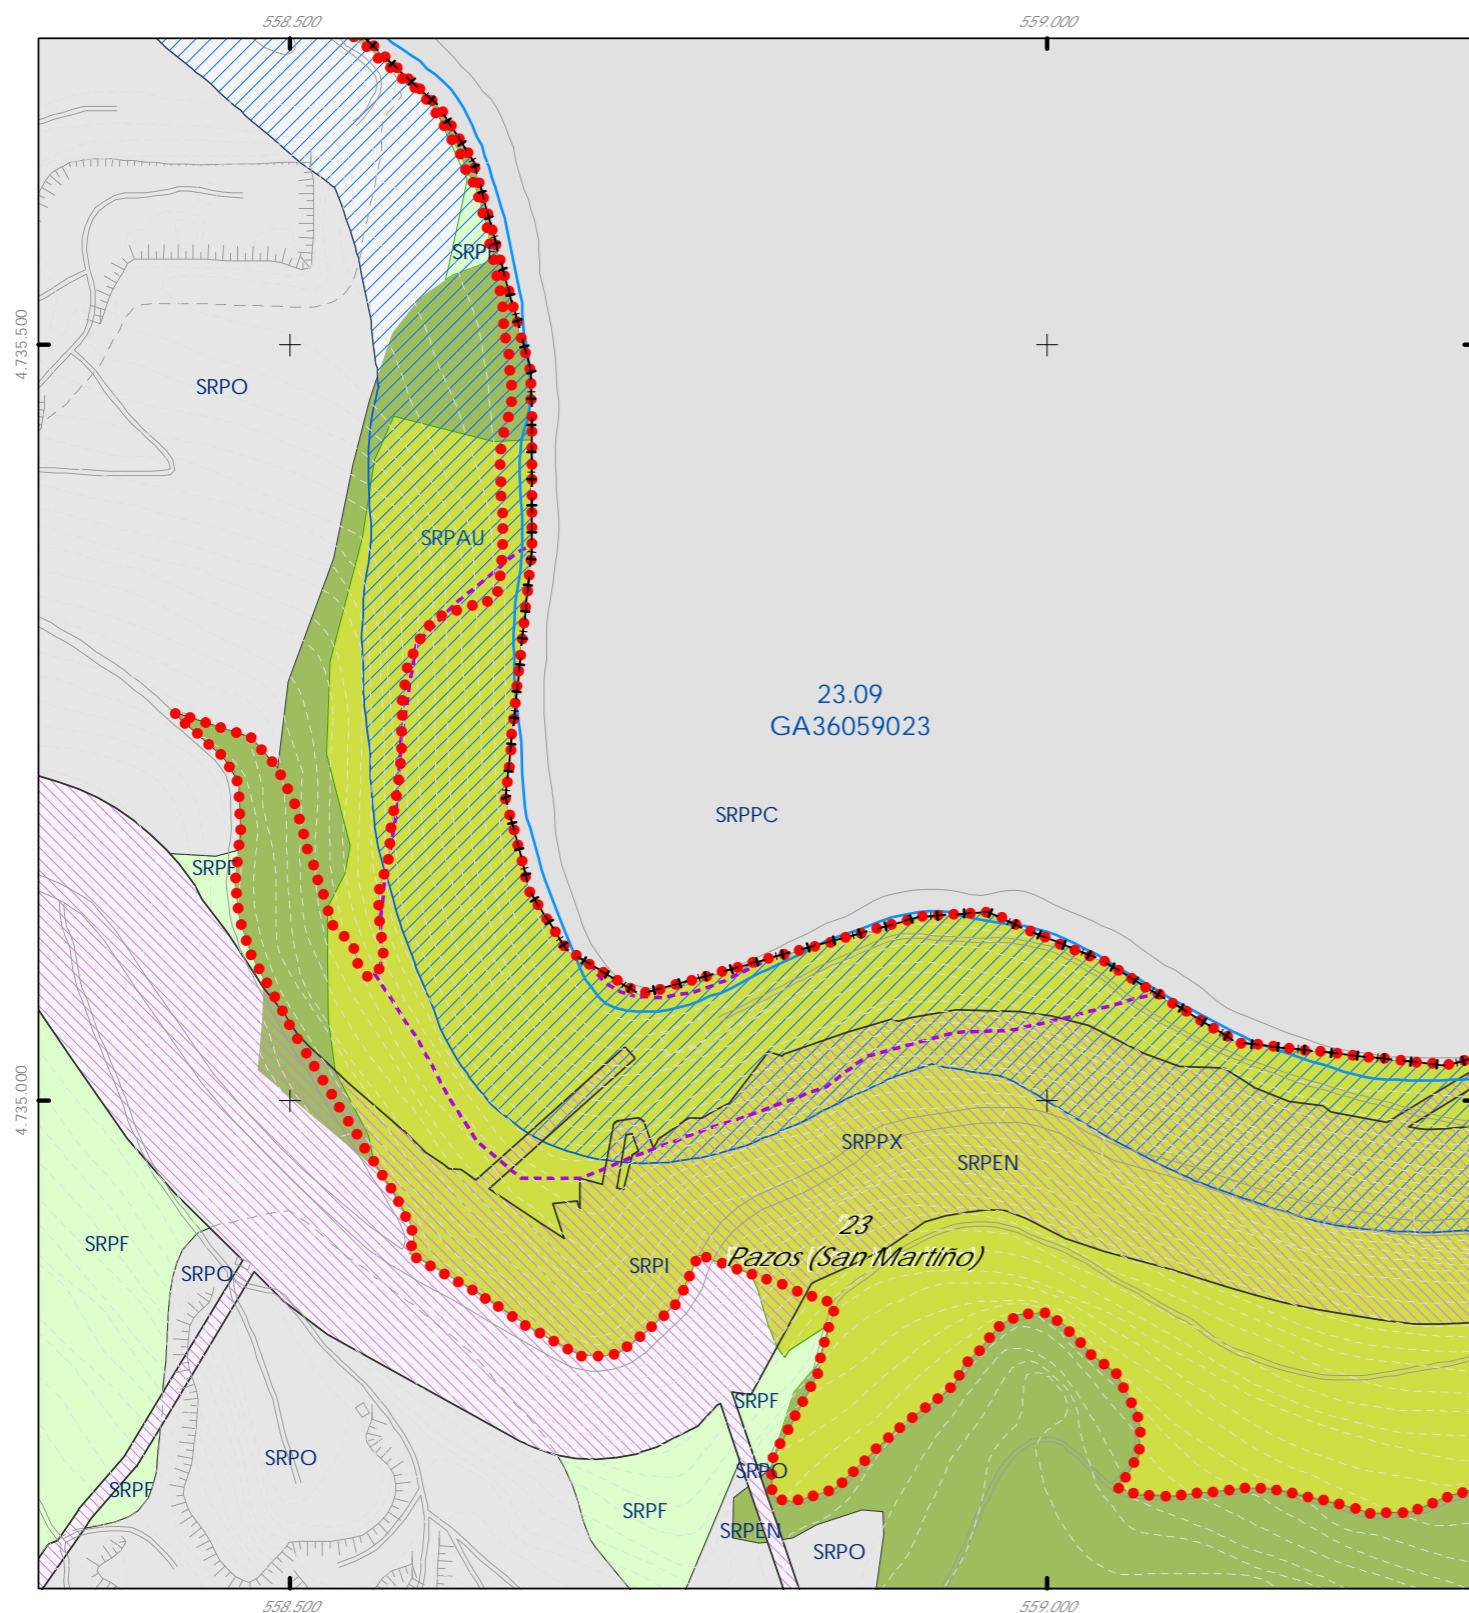 558.500 559.000
SRPF
4.735.500
SRPO
SRPAU
23.09
GA36059023
SRPPC
SRPF
4.735.000
SRPPX
SRPEN
23
Pazos (San Martiño)
SRPF
SRPI
SRPO
SRPF
SRPO
SRPO
SRPF
SRPF
SRPEN
SRPO
558.500 559.000